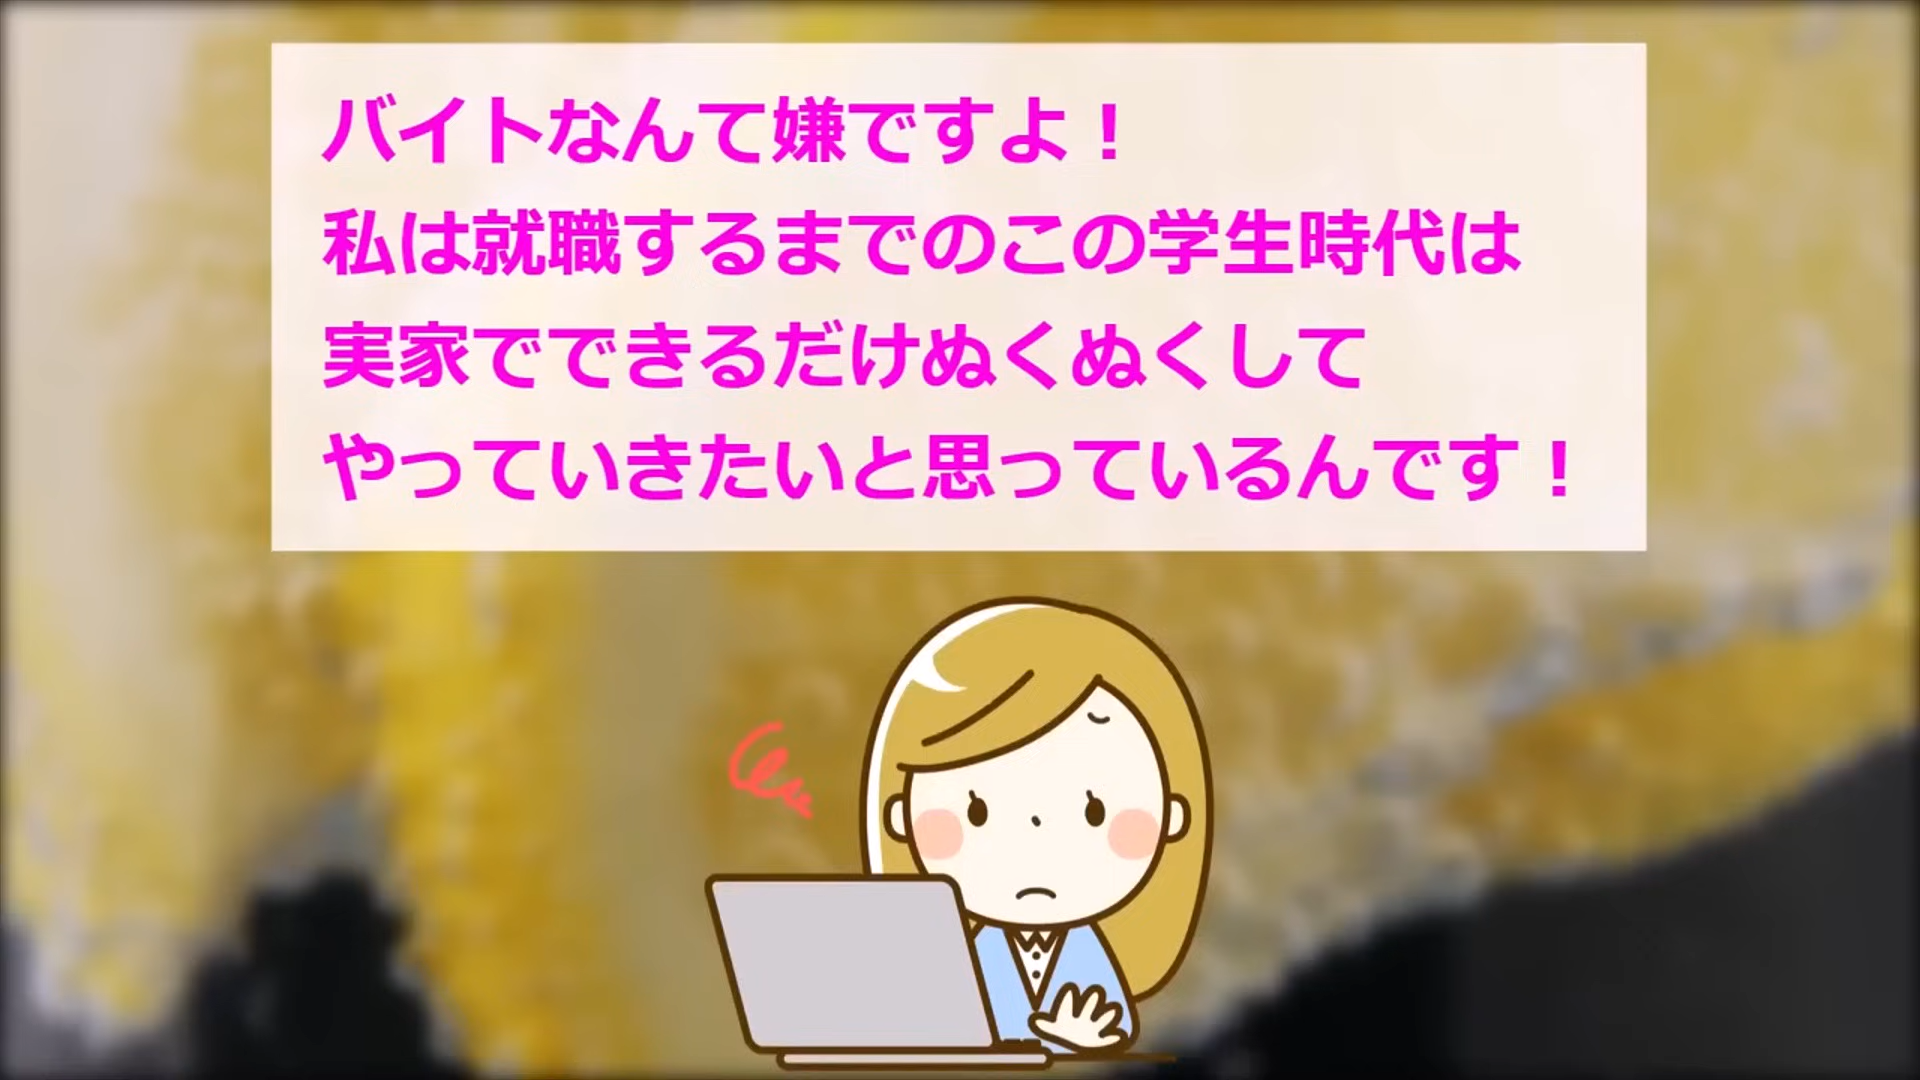 バイトなんて嫌ですよ！
私は就職するまでのこの学生時代は
実家でできるだけぬくぬくして
やっていきたいと思っているんです！